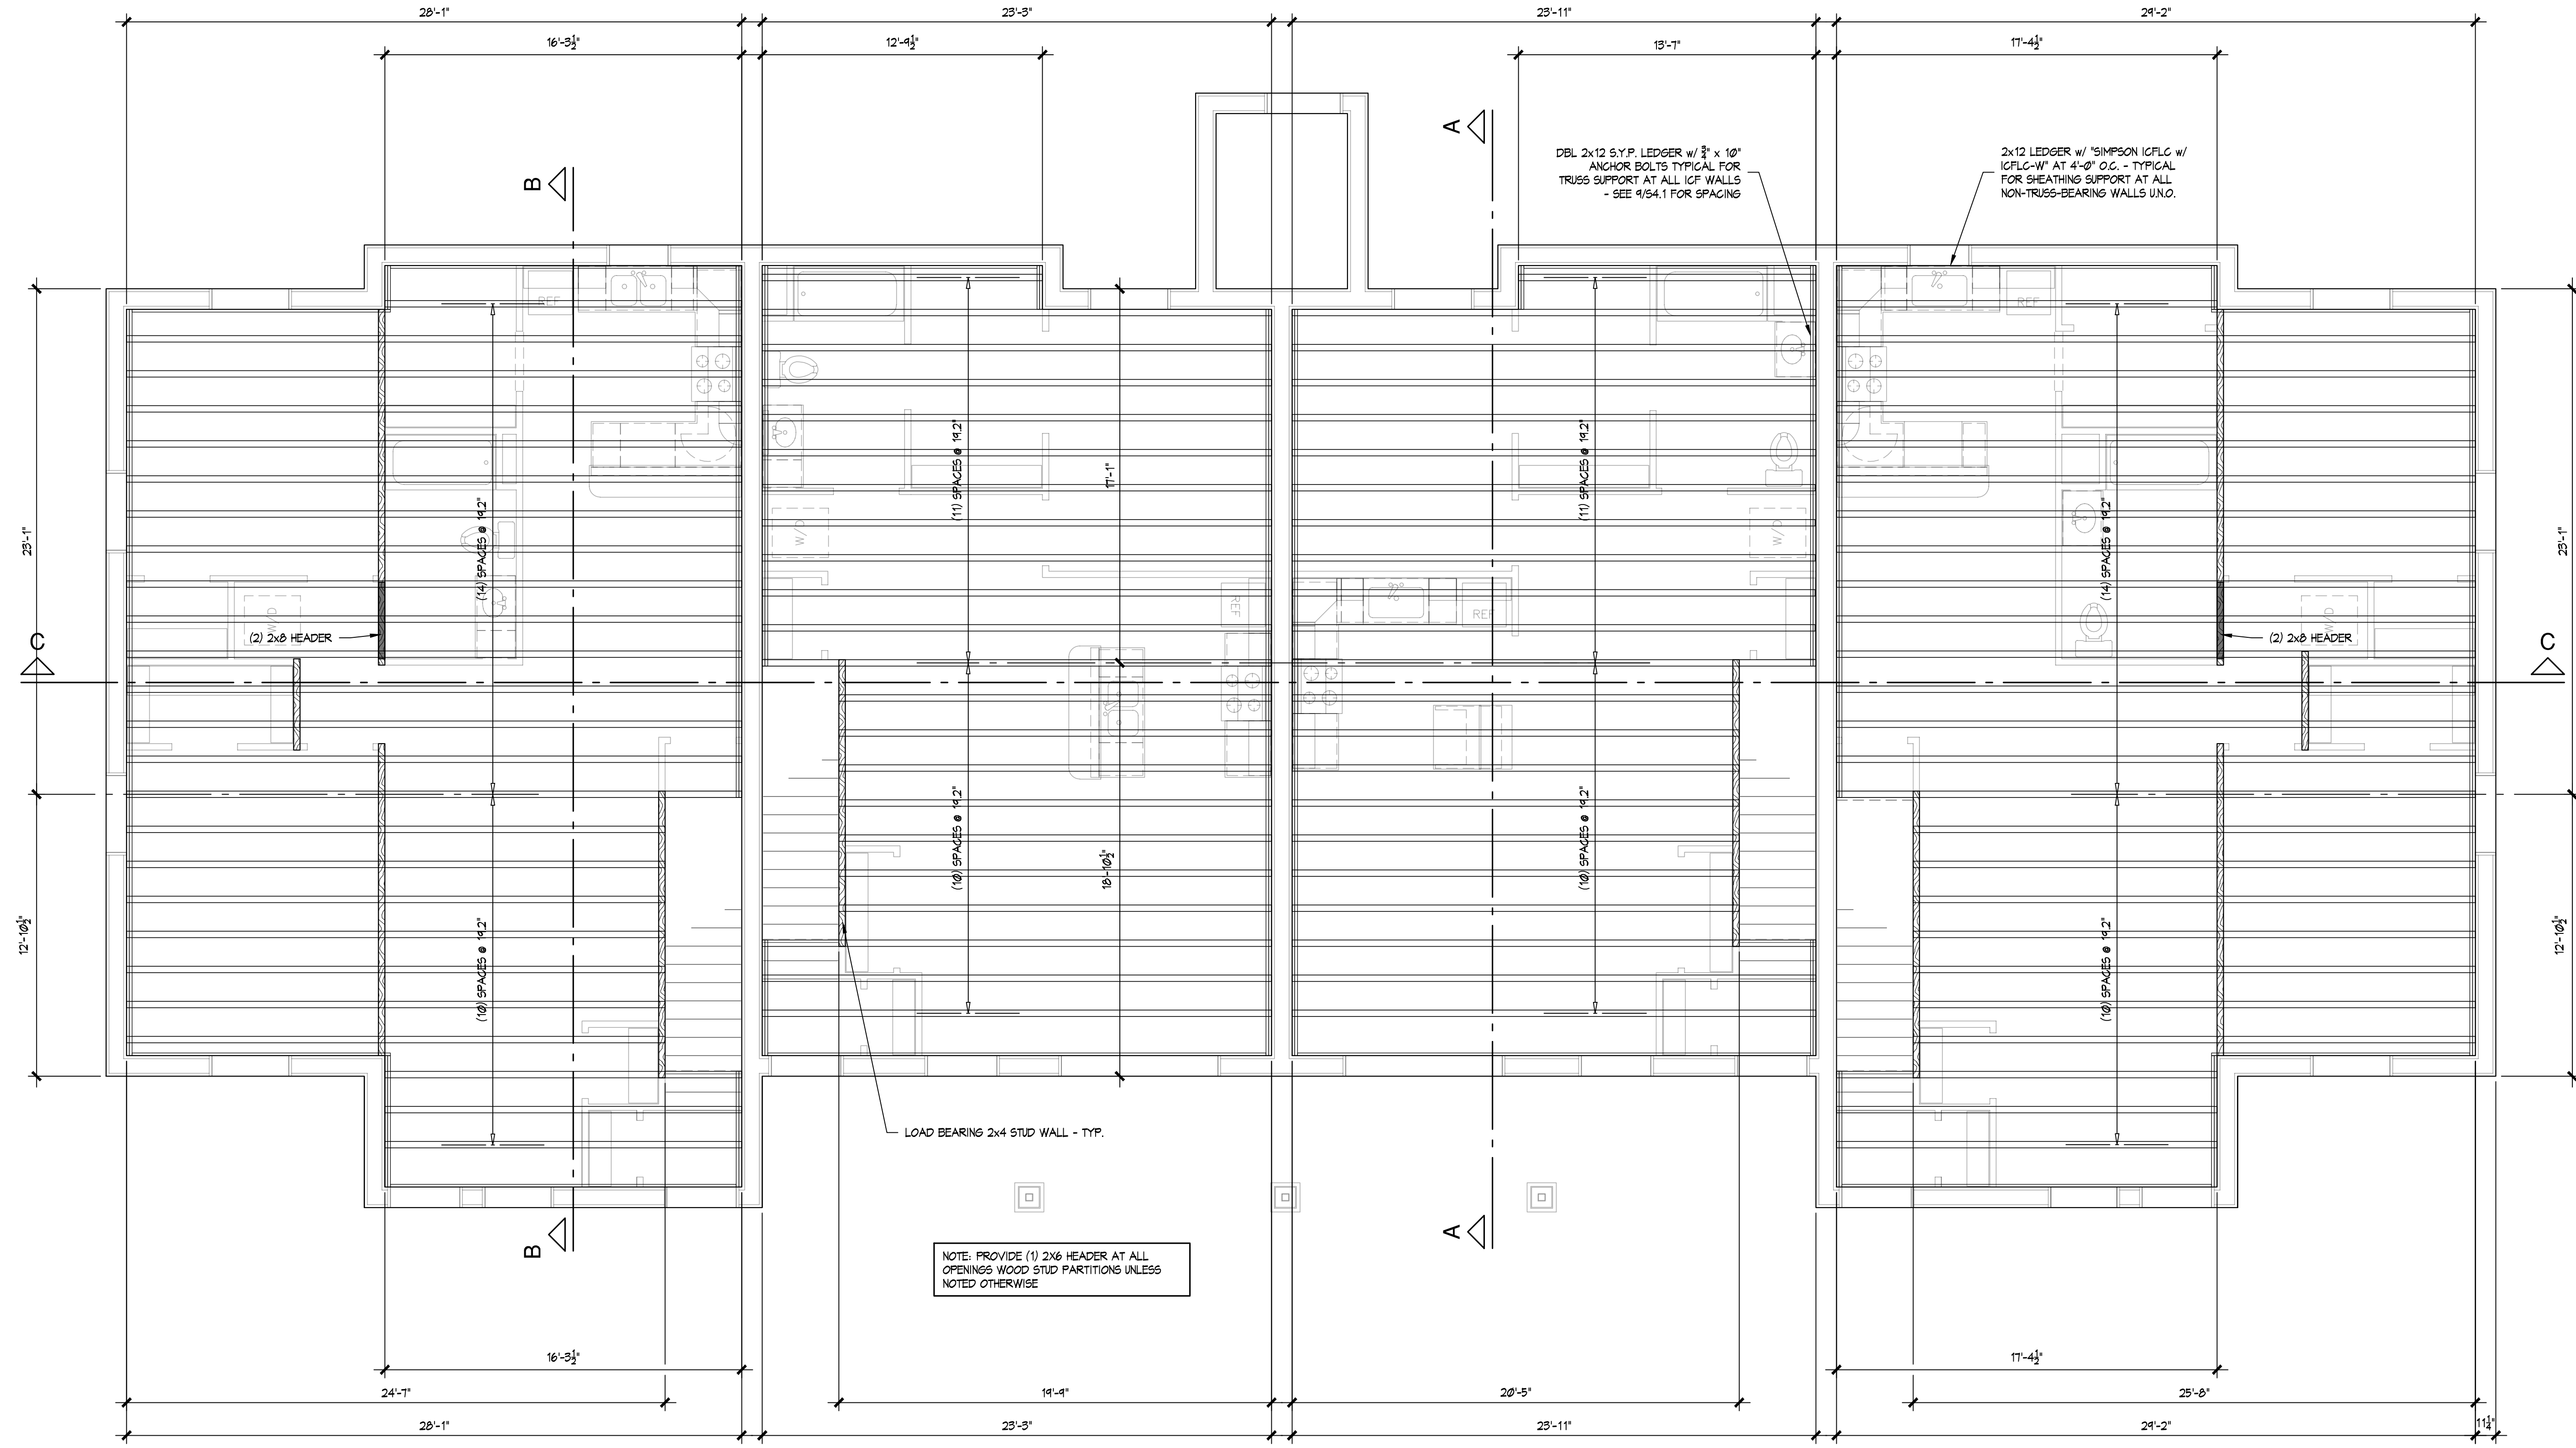 28'-1"
23'-3"
23'-11"
29'-2"
16'-3½"
12'-9½"
13'-7"
17'-4½"
A
B
DBL 2x12 S.Y.P. LEDGER w/ ¾" x 10"
ANCHOR BOLTS TYPICAL FOR
TRUSS SUPPORT AT ALL ICF WALLS
- SEE 9/S4.1 FOR SPACING
2x12 LEDGER w/ "SIMPSON ICFLC w/
ICFLC-W" AT 4'-0" O.C. - TYPICAL
FOR SHEATHING SUPPORT AT ALL
NON-TRUSS-BEARING WALLS U.N.O.
REF
REF
(11) SPACES @ 19.2"
17'-1"
(11) SPACES @ 19.2"
23'-1"
(14) SPACES @ 19.2"
W/D
W/D
(14) SPACES @ 19.2"
23'-1"
W/D
REF
REF
W/D
(2) 2x8 HEADER
(2) 2x8 HEADER
C
C
(10) SPACES @ 19.2"
18'-10½"
(10) SPACES @ 19.2"
12'-10½"
(10) SPACES @ 19.2"
(10) SPACES @ 19.2"
12'-10½"
LOAD BEARING 2x4 STUD WALL - TYP.
B
A
NOTE: PROVIDE (1) 2X6 HEADER AT ALL
OPENINGS WOOD STUD PARTITIONS UNLESS
NOTED OTHERWISE
16'-3½"
17'-4½"
24'-7"
19'-9"
20'-5"
25'-8"
28'-1"
23'-3"
23'-11"
29'-2"
11¼"